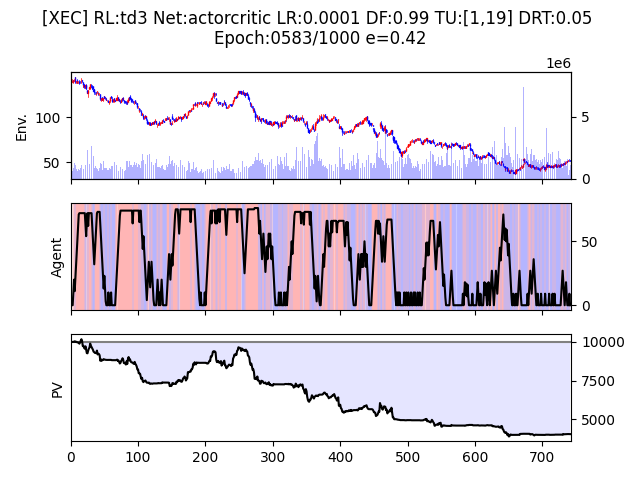 [XEC] RL:td3 Net:actorcritic LR:0.0001 DF:0.99 TU:[1,19] DRT:0.05
Epoch:0583/1000 e=0.42
1e6
Env.
100
50
5
0
Agent
50
0
PV
10000
7500
5000
0 100 200 300 400 500 600 700